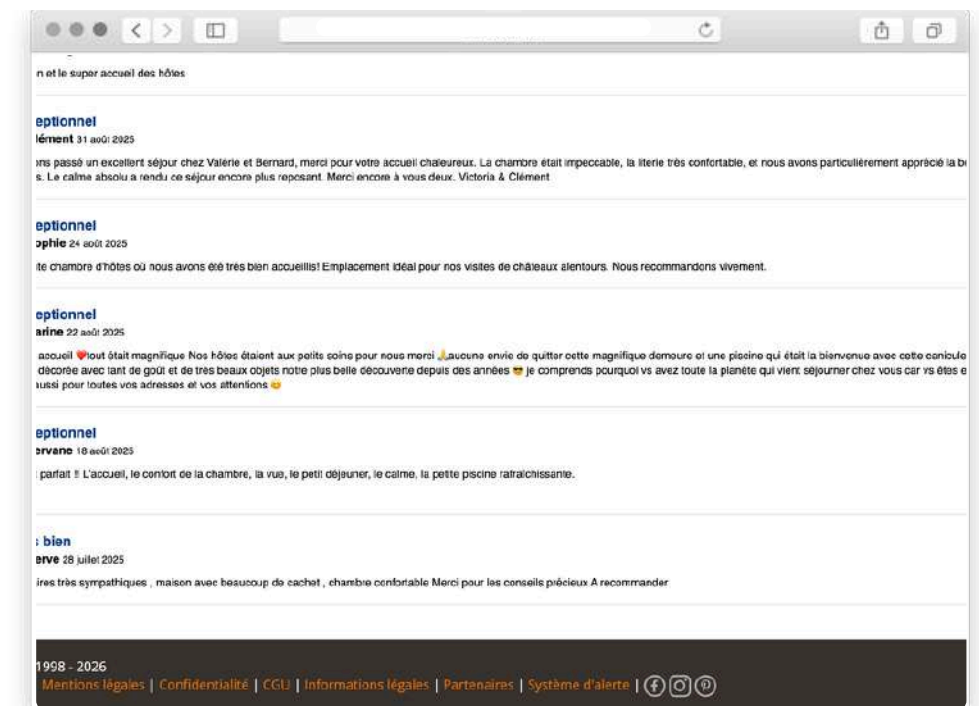 n et le super accueil des hôtes
eptionnel
lément 31 août 2025
ons passé un excellent séjour chez Valérie et Bernard, merci pour votre accueil chaleureux. La chambre était impeccable, la literie très confortable, et nous avons particulièrement apprécié la b
s. Le calme absolu a rendu ce séjour encore plus reposant. Merci encore à vous deux. Victoria & Clément
eptionnel
ophie 24 août 2025
te chambre d'hôtes où nous avons été très bien accueillis! Emplacement idéal pour nos visites de châteaux alentours. Nous recommandons vivement.
eptionnel
arine 22 août 2025
accueil ❤️tout était magnifique Nos hôtes étaient aux petits soins pour nous merci 🙏aucune envie de quitter cette magnifique demeure et une piscine qui était la bienvenue avec cette canicule
décorée avec tant de goût et de très beaux objets notre plus belle découverte depuis des années 😎 je comprends pourquoi vs avez toute la planète qui vient séjourner chez vous car vs êtes e
aussi pour toutes vos adresses et vos attentions 😊
eptionnel
ervane 18 août 2025
parfait !! L'accueil, le confort de la chambre, la vue, le petit déjeuner, le calme, la petite piscine rafraîchissante.
s bien
erve 28 juillet 2025
ires très sympathiques , maison avec beaucoup de cachet , chambre confortable Merci pour les conseils précieux A recommander
1998 - 2026
Mentions légales | Confidentialité | CGU | Informations légales | Partenaires | Système d'alerte |